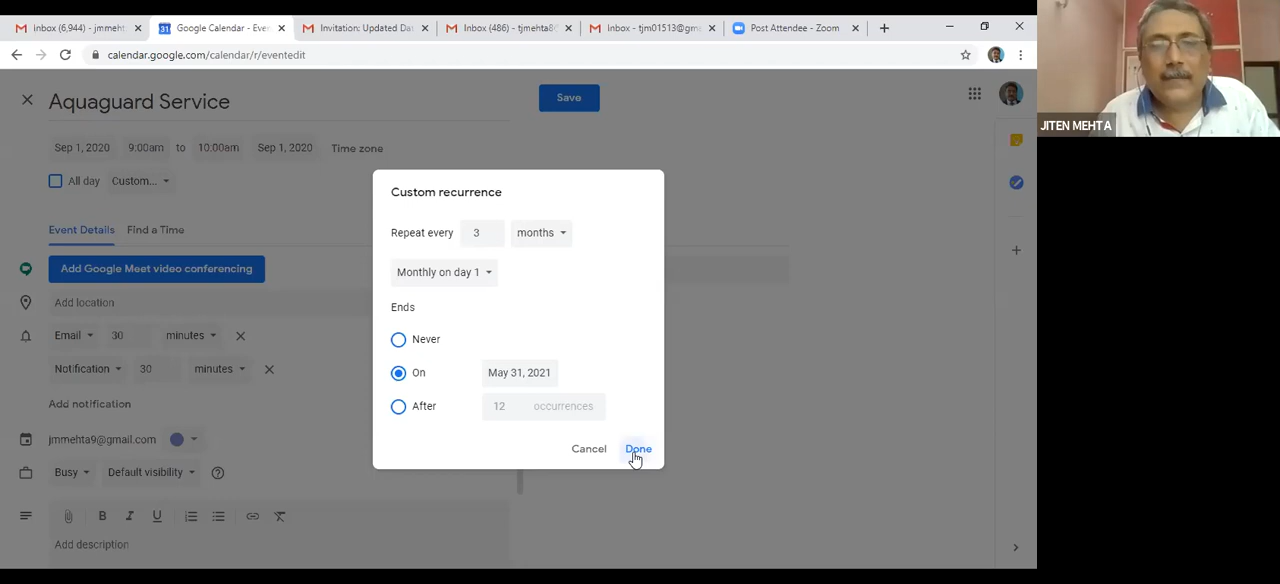 Inbox (6,944) - jmmeht
Google Calendar - Eve
Invitation: Updated Da
Inbox (486) - tjmehta8
Inbox - tjm01513@gm
Post Attendee - Zoom
calendar.google.com/calendar/r/eventedit
Aquaguard Service
Save
Sep 1, 2020 9:00am to 10:00am Sep 1, 2020 Time zone
All day Custom...
Event Details Find a Time
Add Google Meet video conferencing
Add location
Email 30 minutes
Notification 30 minutes
Add notification
jmmehta9@gmail.com
Busy Default visibility
B I U
Add description
Custom recurrence
Repeat every 3 months
Monthly on day 1
Ends
Never
On May 31, 2021
After 12 occurrences
Cancel Done
JITEN MEHTA